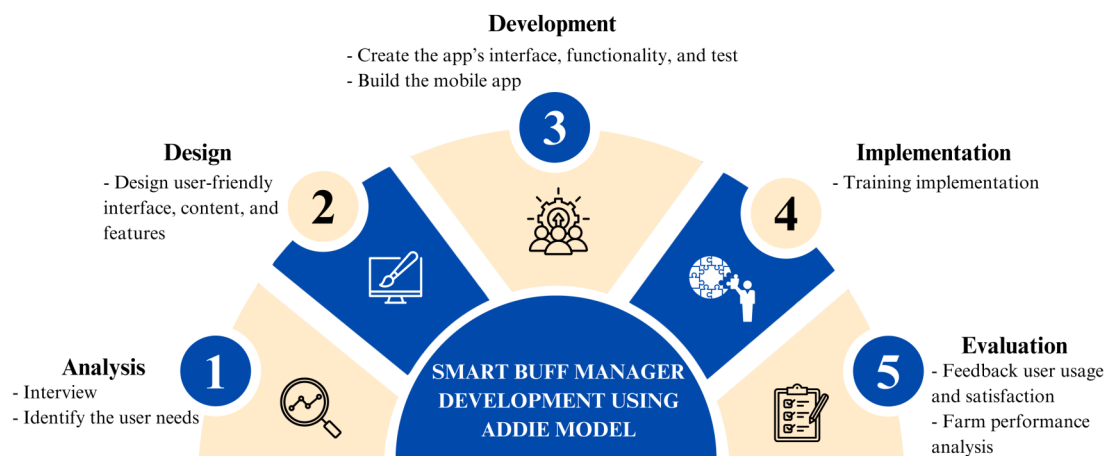 Analysis
- Interview
- Identify the user needs
1
Design
- Design user-friendly
interface, content, and
features
2
Development
- Create the app’s interface, functionality, and test
- Build the mobile app
3
Implementation
- Training implementation
4
Evaluation
- Feedback user usage
and satisfaction
- Farm performance
analysis
5
SMART BUFF MANAGER
DEVELOPMENT USING
ADDIE MODEL